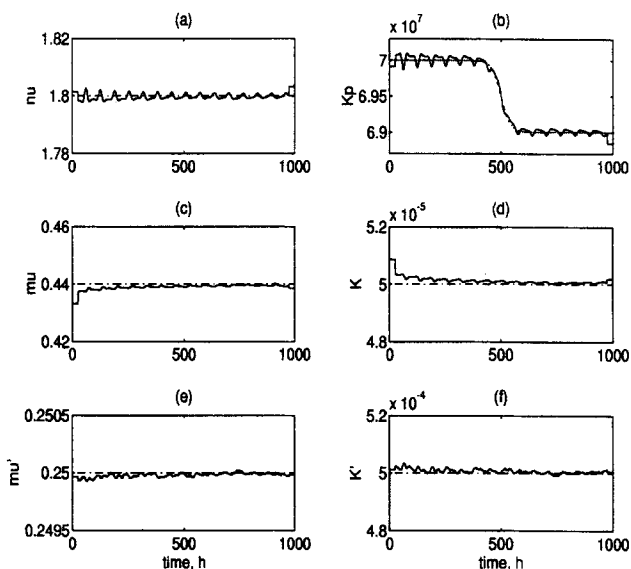 (a)
1.82
1.8
1.78
nu
0
500
1000
(b)
x 10^7
7
6.95
6.9
Kp
0
500
1000
(c)
0.46
0.44
0.42
mu
0
500
1000
(d)
x 10^-5
5.2
5
4.8
K
0
500
1000
(e)
0.2505
0.25
0.2495
mu'
0
500
1000
time, h
(f)
x 10^-4
5.2
5
4.8
K'
0
500
1000
time, h